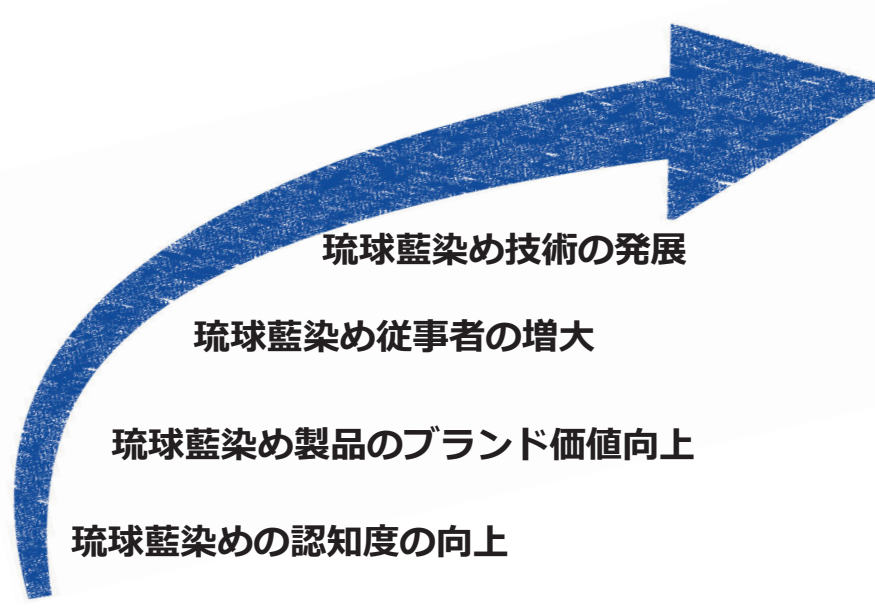 琉球藍染め技術の発展
琉球藍染め従事者の増大
琉球藍染め製品のブランド価値向上
琉球藍染めの認知度の向上